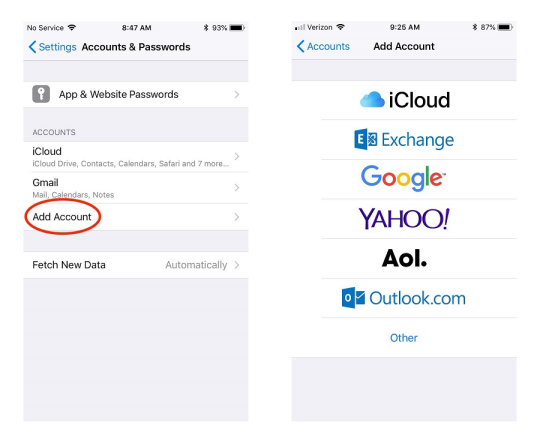 No Service 8:47 AM 93%
Settings Accounts & Passwords
App & Website Passwords
ACCOUNTS
iCloud
iCloud Drive, Contacts, Calendars, Safari and 7 more...
Gmail
Mail, Calendars, Notes
Add Account
Fetch New Data Automatically
Verizon 9:25 AM 87%
Accounts Add Account
iCloud
E Exchange
Google
YAHOO!
Aol.
o Outlook.com
Other